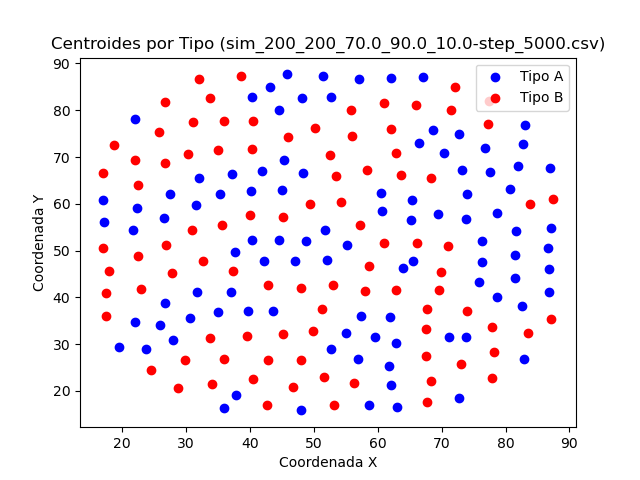 Centroides por Tipo (sim_200_200_70.0_90.0_10.0-step_5000.csv)
90
80
70
60
50
40
30
20
Coordenada Y
Tipo A
Tipo B
20 30 40 50 60 70 80 90
Coordenada X